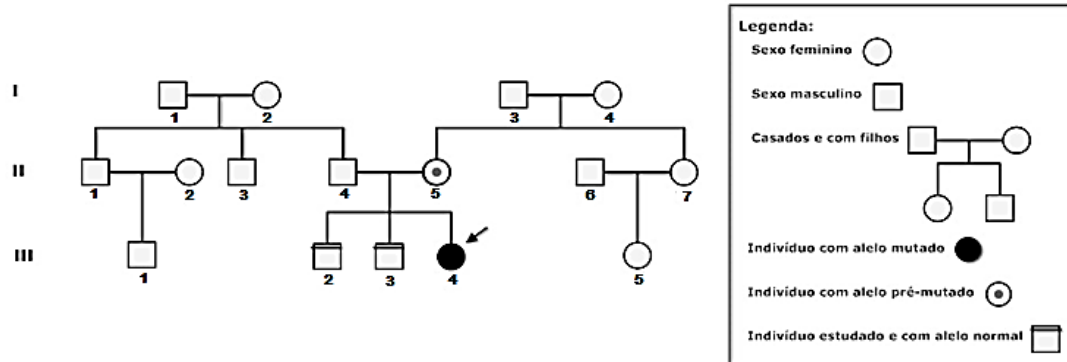 I
1 2 3 4
II
1 2 3 4 5 6 7
III
1 2 3 4 5
Legenda:
Sexo feminino
Sexo masculino
Casados e com filhos
Indivíduo com alelo mutado
Indivíduo com alelo pré-mutado
Indivíduo estudado e com alelo normal